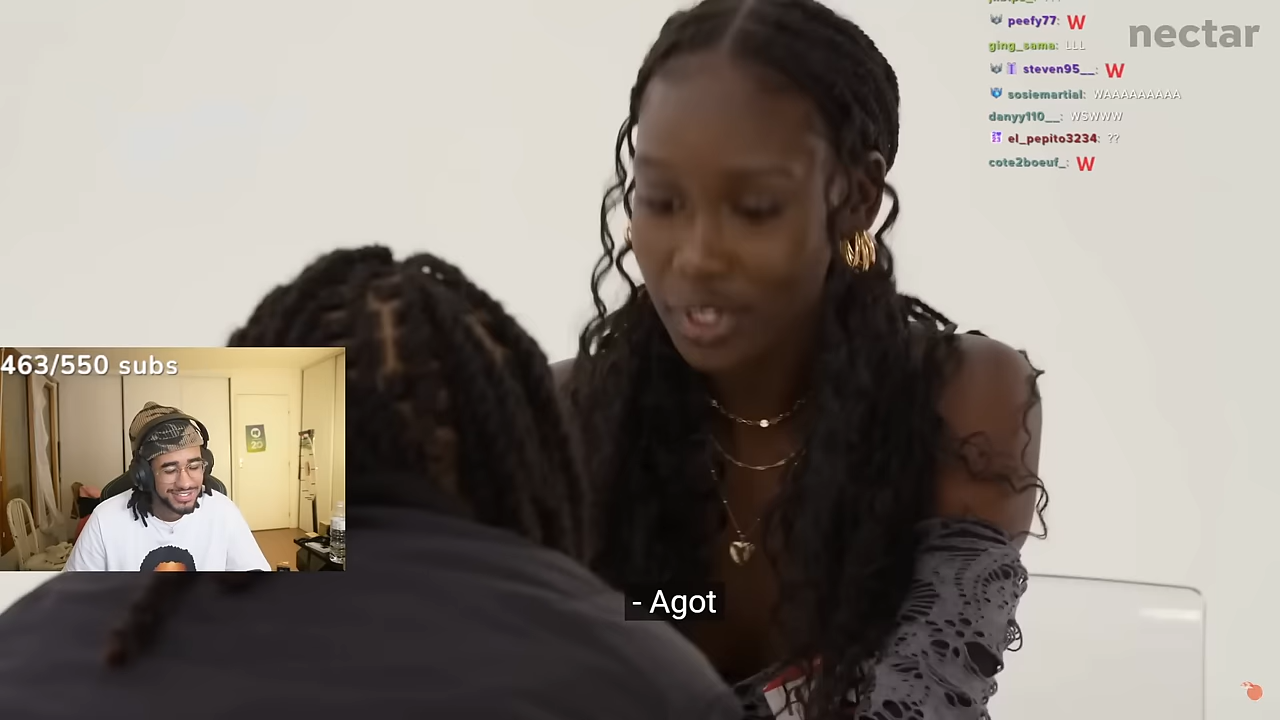 peefy77: W
nectar
ging_sama: LLL
steven95__: W
sosiemartial: WAAAAAAAAA
danyy110__: WSWWW
el_pepito3234: ??
cote2boeuf_: W
463/550 subs
- Agot